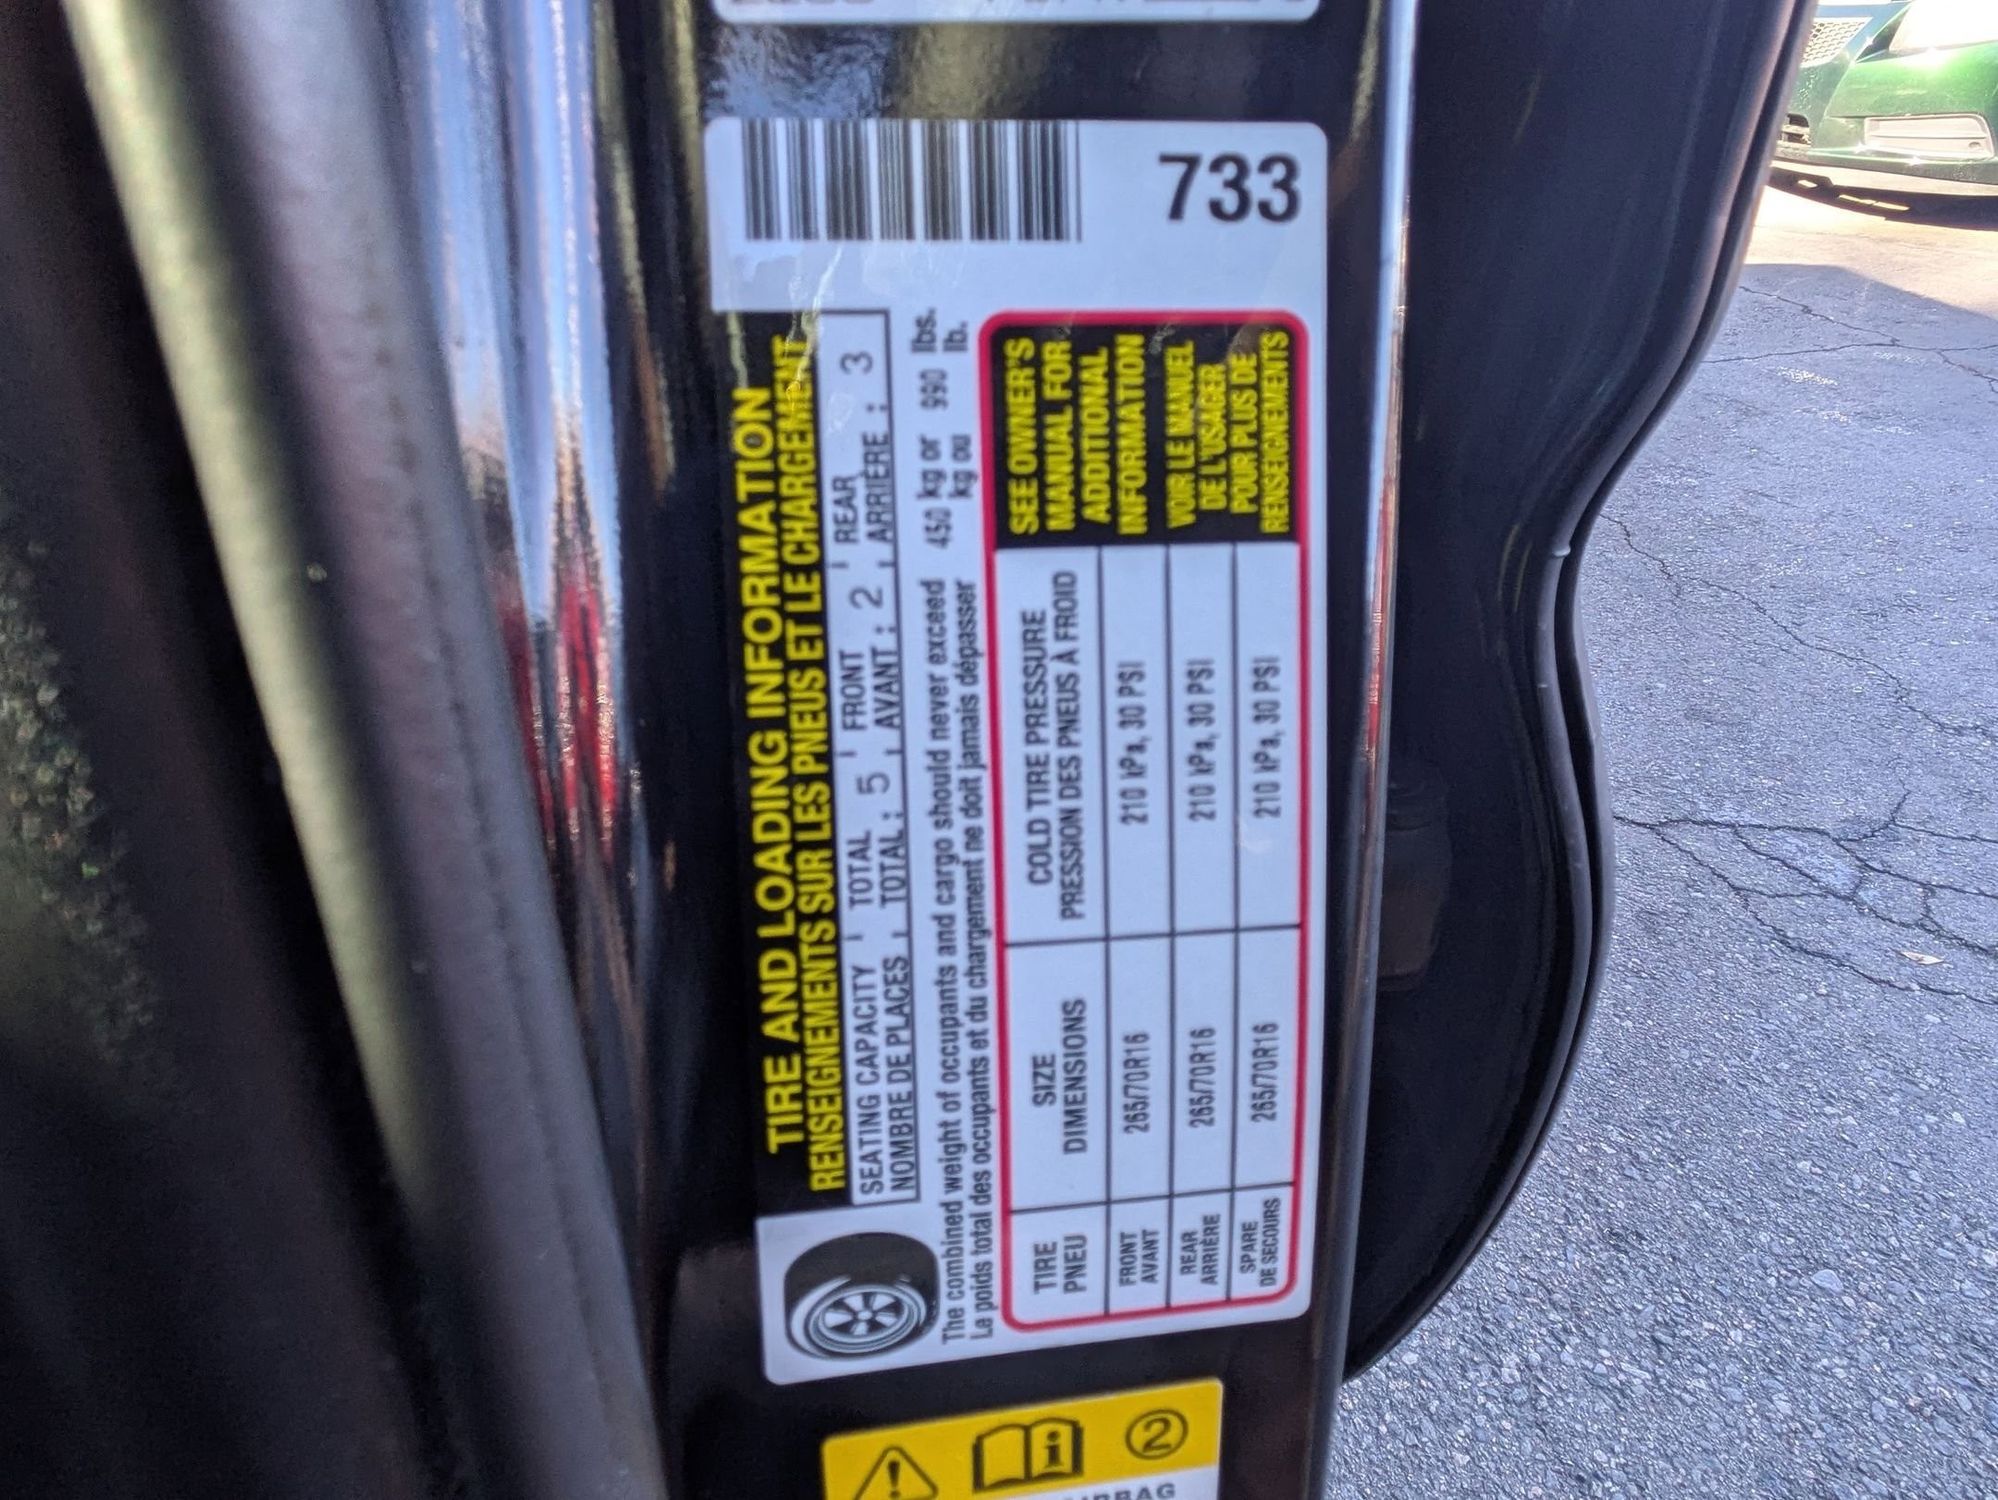 733
TIRE AND LOADING INFORMATION
RENSEIGNEMENTS SUR LES PNEUS ET LE CHARGEMENT
SEATING CAPACITY TOTAL 5 FRONT 2 REAR 3
NOMBRE DE PLACES TOTAL: AVANT: ARRIÈRE:
The combined weight of occupants and cargo should never exceed 450 kg or 990 lbs.
Le poids total des occupants et du chargement ne doit jamais dépasser kg ou lb.
TIRE
PNEU
SIZE
DIMENSIONS
COLD TIRE PRESSURE
PRESSION DES PNEUS À FROID
FRONT
AVANT
265/70R16
210 kPa, 30 PSI
REAR
ARRIÈRE
265/70R16
210 kPa, 30 PSI
SPARE
DE SECOURS
265/70R16
210 kPa, 30 PSI
SEE OWNER'S
MANUAL FOR
ADDITIONAL
INFORMATION
VOIR LE MANUEL
DE L'USAGER
POUR PLUS DE
RENSEIGNEMENTS
2